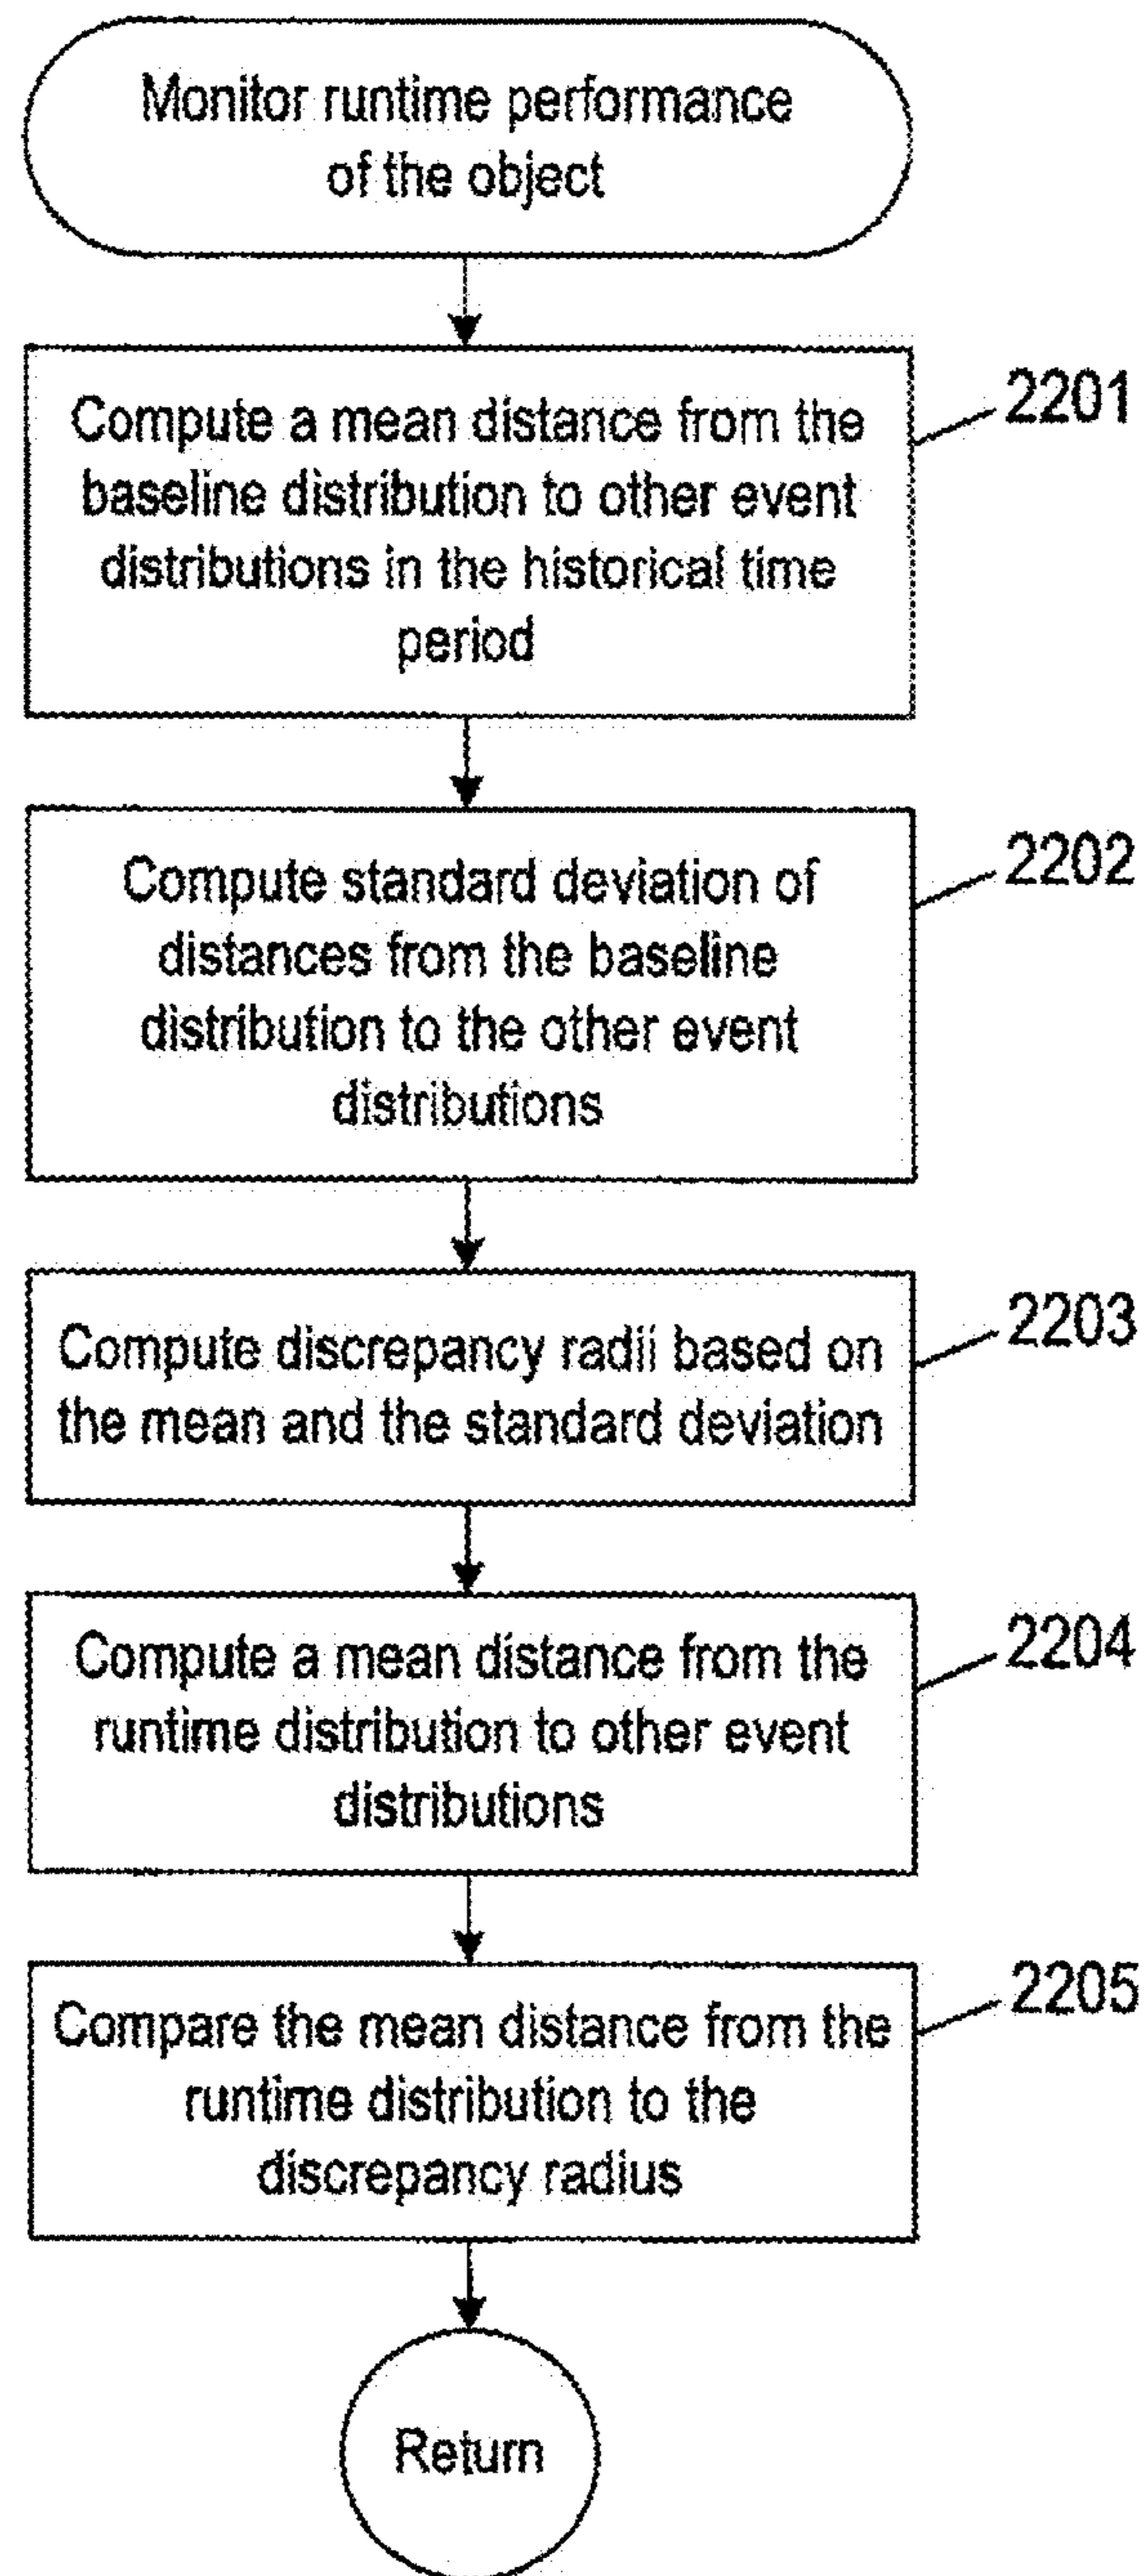 Monitor runtime performance
of the object
Compute a mean distance from the
baseline distribution to other event
distributions in the historical time
period
2201
Compute standard deviation of
distances from the baseline
distribution to the other event
distributions
2202
Compute discrepancy radii based on
the mean and the standard deviation
2203
Compute a mean distance from the
runtime distribution to other event
distributions
2204
Compare the mean distance from the
runtime distribution to the
discrepancy radius
2205
Return